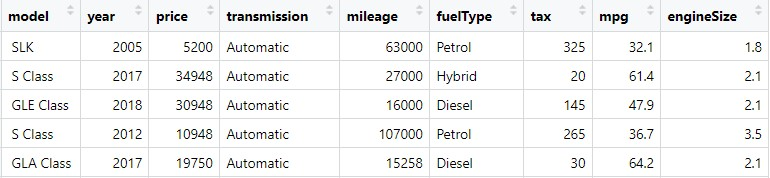 model year price transmission mileage fuelType tax mpg engineSize
SLK 2005 5200 Automatic 63000 Petrol 325 32.1 1.8
S Class 2017 34948 Automatic 27000 Hybrid 20 61.4 2.1
GLE Class 2018 30948 Automatic 16000 Diesel 145 47.9 2.1
S Class 2012 10948 Automatic 107000 Petrol 265 36.7 3.5
GLA Class 2017 19750 Automatic 15258 Diesel 30 64.2 2.1